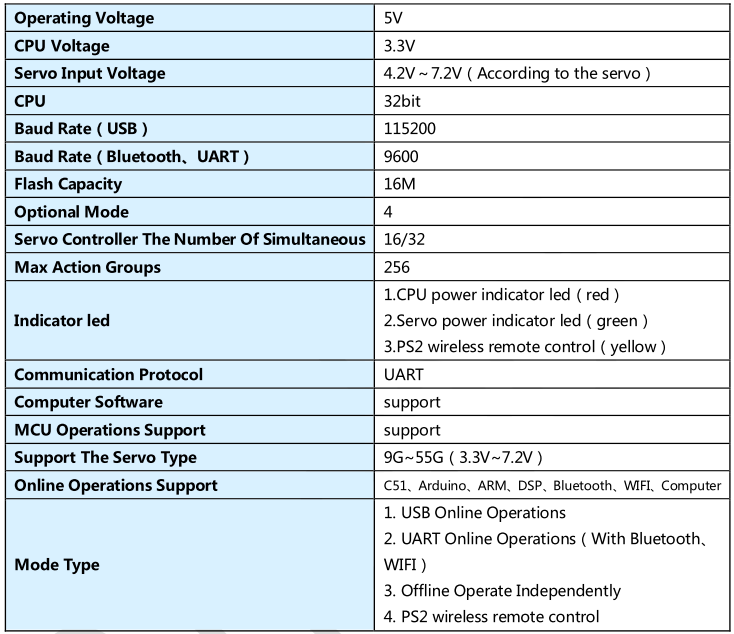 Operating Voltage 5V
CPU Voltage 3.3V
Servo Input Voltage 4.2V～7.2V（According to the servo）
CPU 32bit
Baud Rate（USB） 115200
Baud Rate（Bluetooth、UART） 9600
Flash Capacity 16M
Optional Mode 4
Servo Controller The Number Of Simultaneous 16/32
Max Action Groups 256
Indicator led
1.CPU power indicator led（red）
2.Servo power indicator led（green）
3.PS2 wireless remote control（yellow）
Communication Protocol UART
Computer Software support
MCU Operations Support support
Support The Servo Type 9G~55G（3.3V~7.2V）
Online Operations Support C51、Arduino、ARM、DSP、Bluetooth、WIFI、Computer
Mode Type
1. USB Online Operations
2. UART Online Operations（With Bluetooth、
WIFI）
3. Offline Operate Independently
4. PS2 wireless remote control